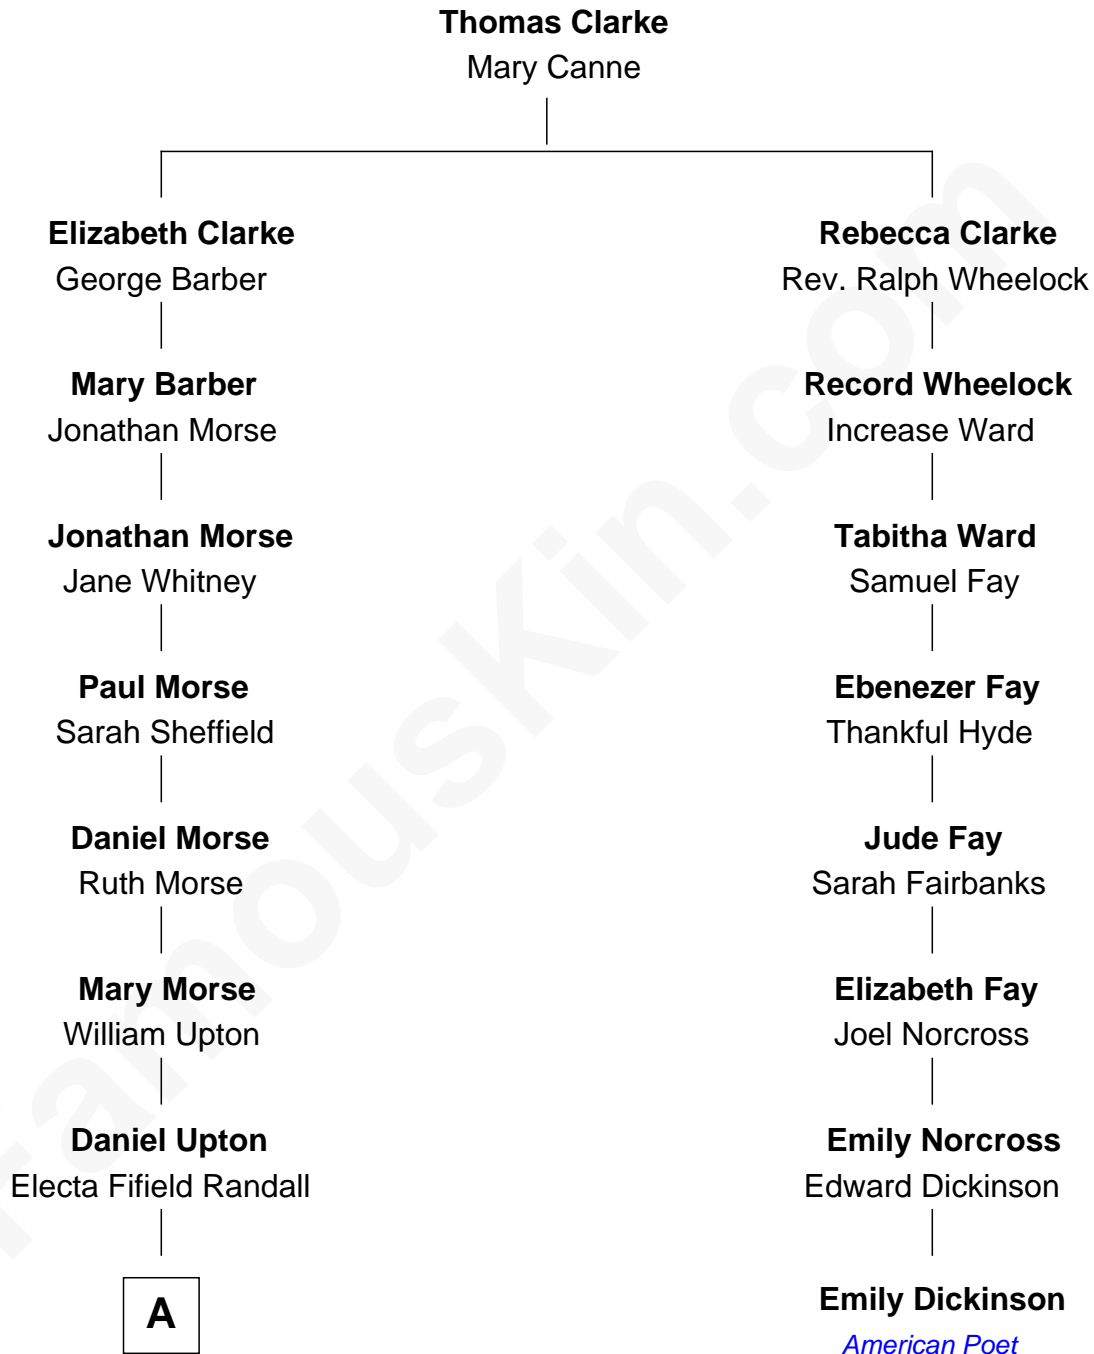 Thomas Clarke
Mary Canne
Elizabeth Clarke
George Barber
Rebecca Clarke
Rev. Ralph Wheelock
Mary Barber
Jonathan Morse
Record Wheelock
Increase Ward
Jonathan Morse
Jane Whitney
Tabitha Ward
Samuel Fay
Paul Morse
Sarah Sheffield
Ebenezer Fay
Thankful Hyde
Daniel Morse
Ruth Morse
Jude Fay
Sarah Fairbanks
Mary Morse
William Upton
Elizabeth Fay
Joel Norcross
Daniel Upton
Electa Fifield Randall
Emily Norcross
Edward Dickinson
A
Emily Dickinson
American Poet
FamousKin.com